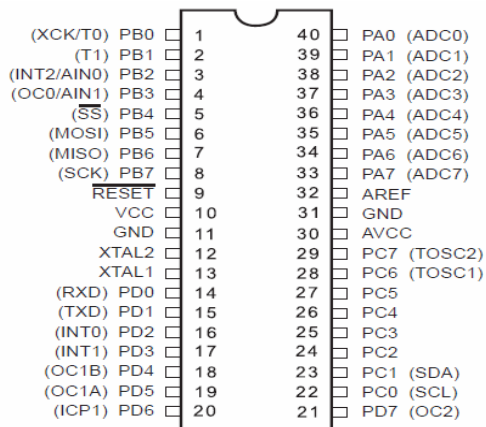 (XCK/T0) PB0 1 40 PA0 (ADC0)
(T1) PB1 2 39 PA1 (ADC1)
(INT2/AIN0) PB2 3 38 PA2 (ADC2)
(OC0/AIN1) PB3 4 37 PA3 (ADC3)
(SS) PB4 5 36 PA4 (ADC4)
(MOSI) PB5 6 35 PA5 (ADC5)
(MISO) PB6 7 34 PA6 (ADC6)
(SCK) PB7 8 33 PA7 (ADC7)
RESET 9 32 AREF
VCC 10 31 GND
GND 11 30 AVCC
XTAL2 12 29 PC7 (TOSC2)
XTAL1 13 28 PC6 (TOSC1)
(RXD) PD0 14 27 PC5
(TXD) PD1 15 26 PC4
(INT0) PD2 16 25 PC3
(INT1) PD3 17 24 PC2
(OC1B) PD4 18 23 PC1 (SDA)
(OC1A) PD5 19 22 PC0 (SCL)
(ICP1) PD6 20 21 PD7 (OC2)